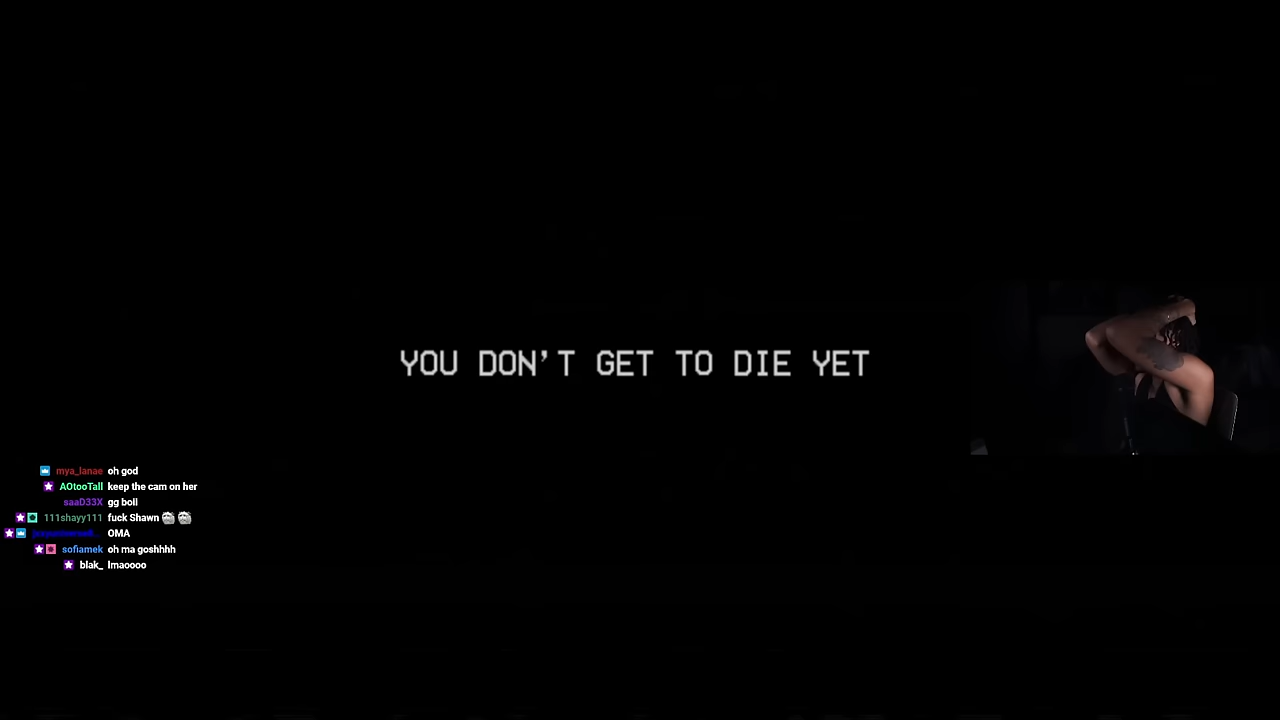 YOU DON'T GET TO DIE YET
mya_lanae oh god
AOtooTall keep the cam on her
saaD33X gg boll
111shayy111 fuck Shawn
OMA
sofiamek oh ma goshhhh
blak_ lmaoooo